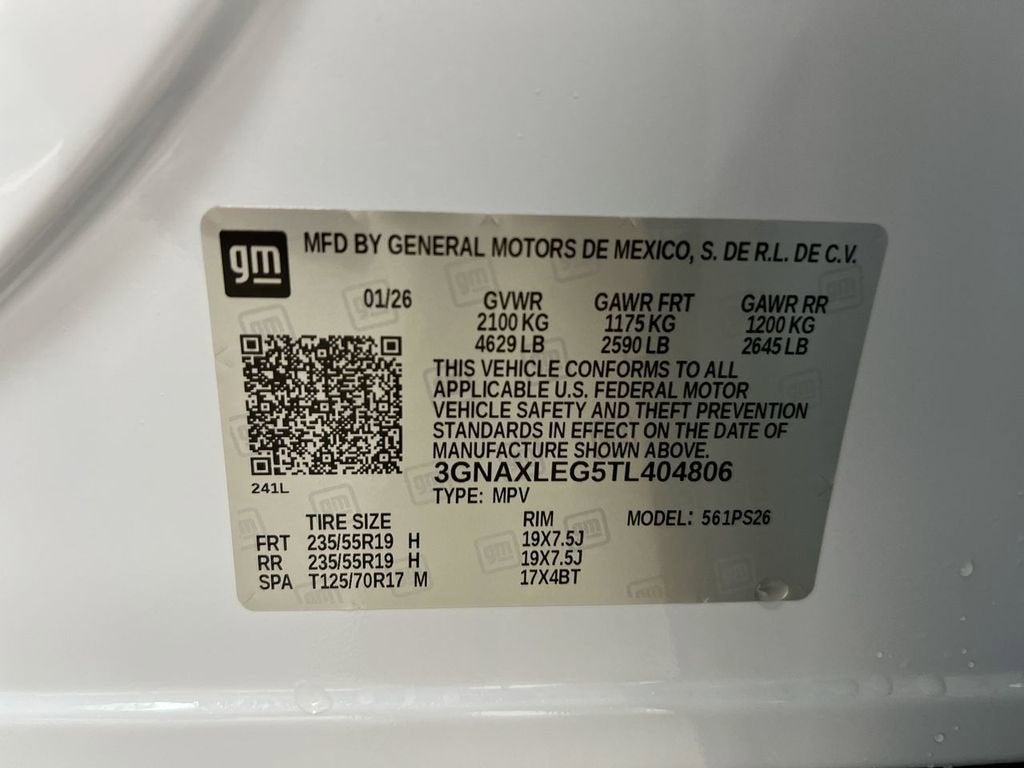 gm
MFD BY GENERAL MOTORS DE MEXICO, S. DE R.L. DE C.V.
01/26 GVWR GAWR FRT GAWR RR
2100 KG 1175 KG 1200 KG
4629 LB 2590 LB 2645 LB
THIS VEHICLE CONFORMS TO ALL
APPLICABLE U.S. FEDERAL MOTOR
VEHICLE SAFETY AND THEFT PREVENTION
STANDARDS IN EFFECT ON THE DATE OF
MANUFACTURE SHOWN ABOVE.
3GNAXLEG5TL404806
241L
TYPE: MPV
TIRE SIZE RIM MODEL: 561PS26
FRT 235/55R19 H 19X7.5J
RR 235/55R19 H 19X7.5J
SPA T125/70R17 M 17X4BT